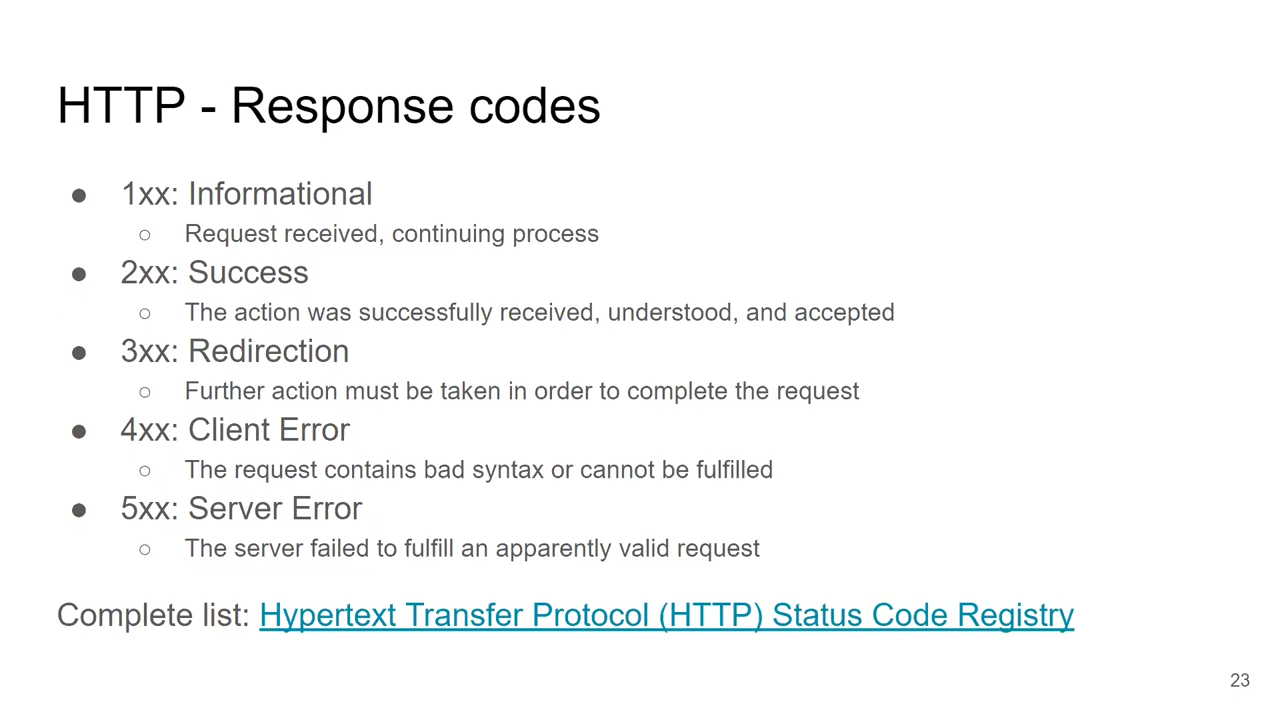 HTTP - Response codes
● 1xx: Informational
○ Request received, continuing process
● 2xx: Success
○ The action was successfully received, understood, and accepted
● 3xx: Redirection
○ Further action must be taken in order to complete the request
● 4xx: Client Error
○ The request contains bad syntax or cannot be fulfilled
● 5xx: Server Error
○ The server failed to fulfill an apparently valid request
Complete list: Hypertext Transfer Protocol (HTTP) Status Code Registry
23